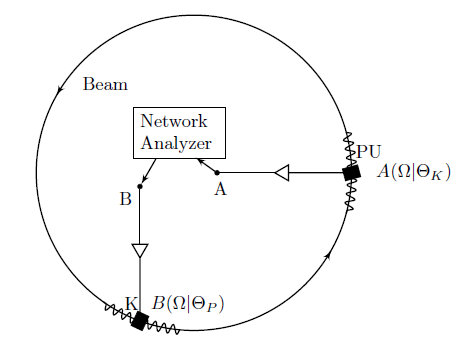 Beam
Network
Analyzer
PU
A(Ω|Θ_K)
A
B
K
B(Ω|Θ_P)